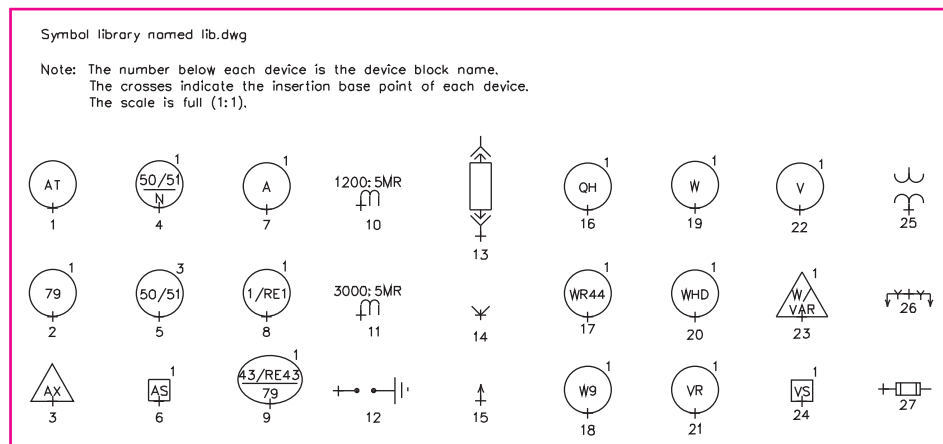 Symbol library named lib.dwg
Note: The number below each device is the device block name.
The crosses indicate the insertion base point of each device.
The scale is full (1:1).
AT
1
1
50/51
N
4
1
A
7
1200:5MR
10
13
1
QH
16
1
W
19
1
V
22
25
1
79
2
3
50/51
5
1
1/RE1
8
3000:5MR
11
14
1
WR44
17
1
WHD
20
1
W/
VAR
23
26
AX
3
1
AS
6
1
43/RE43
79
9
12
15
1
W9
18
1
VR
21
1
VS
24
27